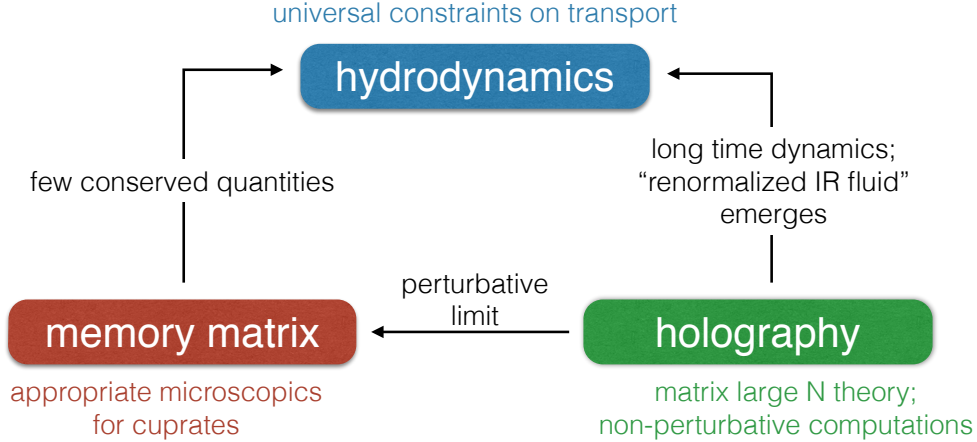 universal constraints on transport
hydrodynamics
few conserved quantities
long time dynamics;
“renormalized IR fluid”
emerges
perturbative
limit
memory matrix
holography
appropriate microscopics
for cuprates
matrix large N theory;
non-perturbative computations